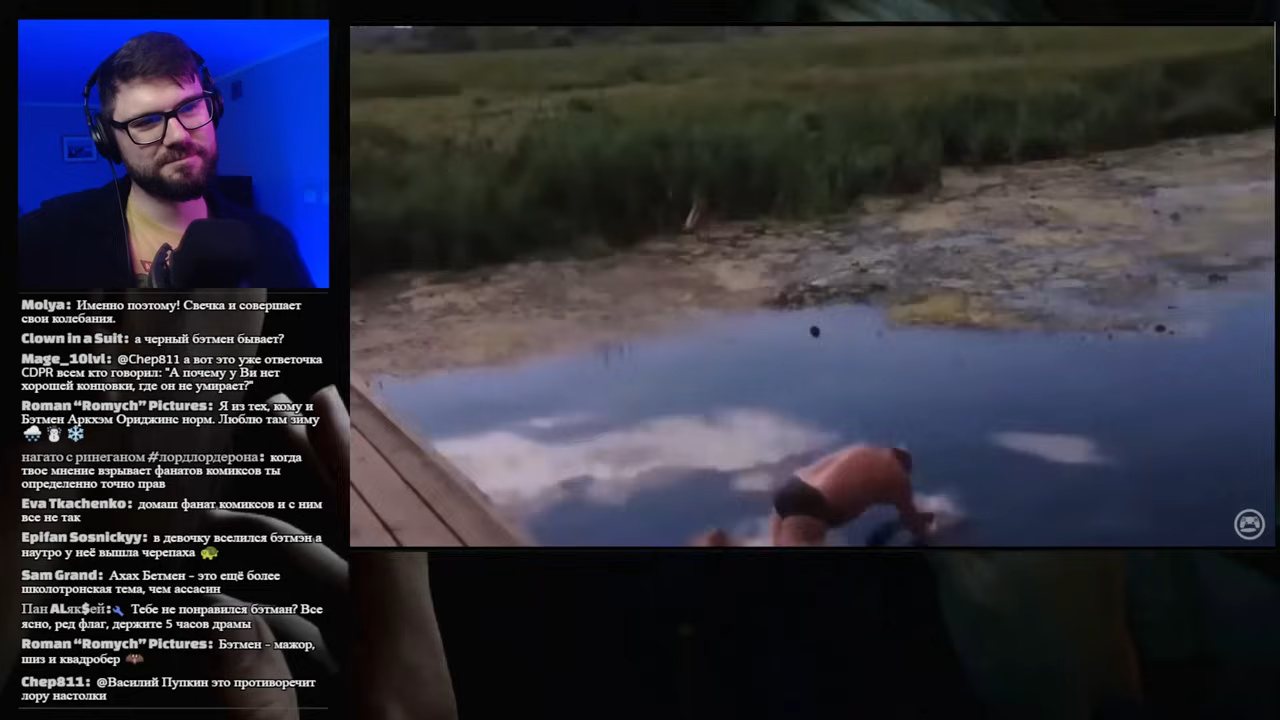 Molya: Именно поэтому! Свечка и совершает
свои колебания.
Clown in a Suit: а черный бэтмен бывает?
Mage_10lvl: @Chep811 а вот это уже ответочка
CDPR всем кто говорил: "А почему у Ви нет
хорошей концовки, где он не умирает?"
Roman “Romych” Pictures: Я из тех, кому и
Бэтмен Аркхэм Ориджинс норм. Люблю там зиму
🌨️ ☃️ ❄️
нагато с ринеганом #лордлордерона: когда
твое мнение взрывает фанатов комиксов ты
определенно точно прав
Eva Tkachenko: домаш фанат комиксов и с ним
все не так
Epifan Sosnickyy: в девочку вселился бэтмэн а
наутро у неё вышла черепаха 🐢
Sam Grand: Ахах Бетмен - это ещё более
школотронская тема, чем ассасин
Пан ALяк$ей:🔧 Тебе не понравился бэтман? Все
ясно, ред флаг, держите 5 часов драмы
Roman “Romych” Pictures: Бэтмен - мажор,
шиз и квадробер 🦇
Chep811: @Василий Пупкин это противоречит
лору настолки